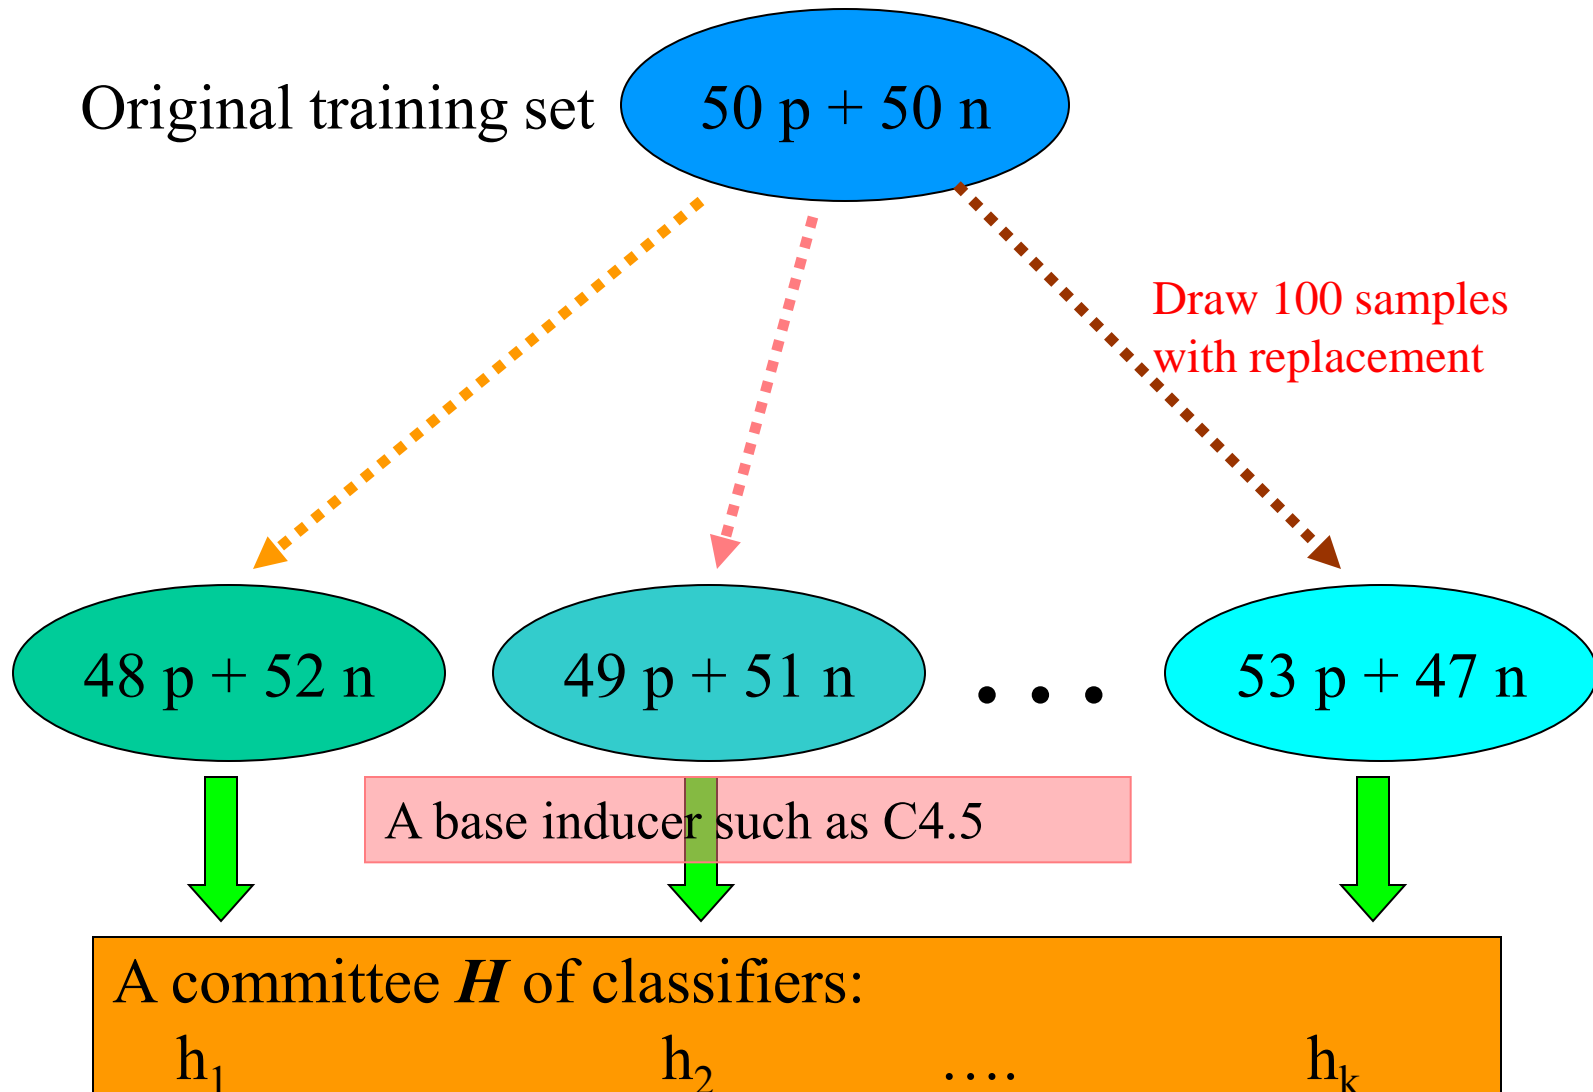 Original training set
50 p + 50 n
Draw 100 samples
with replacement
48 p + 52 n
49 p + 51 n
. . .
53 p + 47 n
A base inducer such as C4.5
A committee H of classifiers:
h₁ h₂ .... hₖ